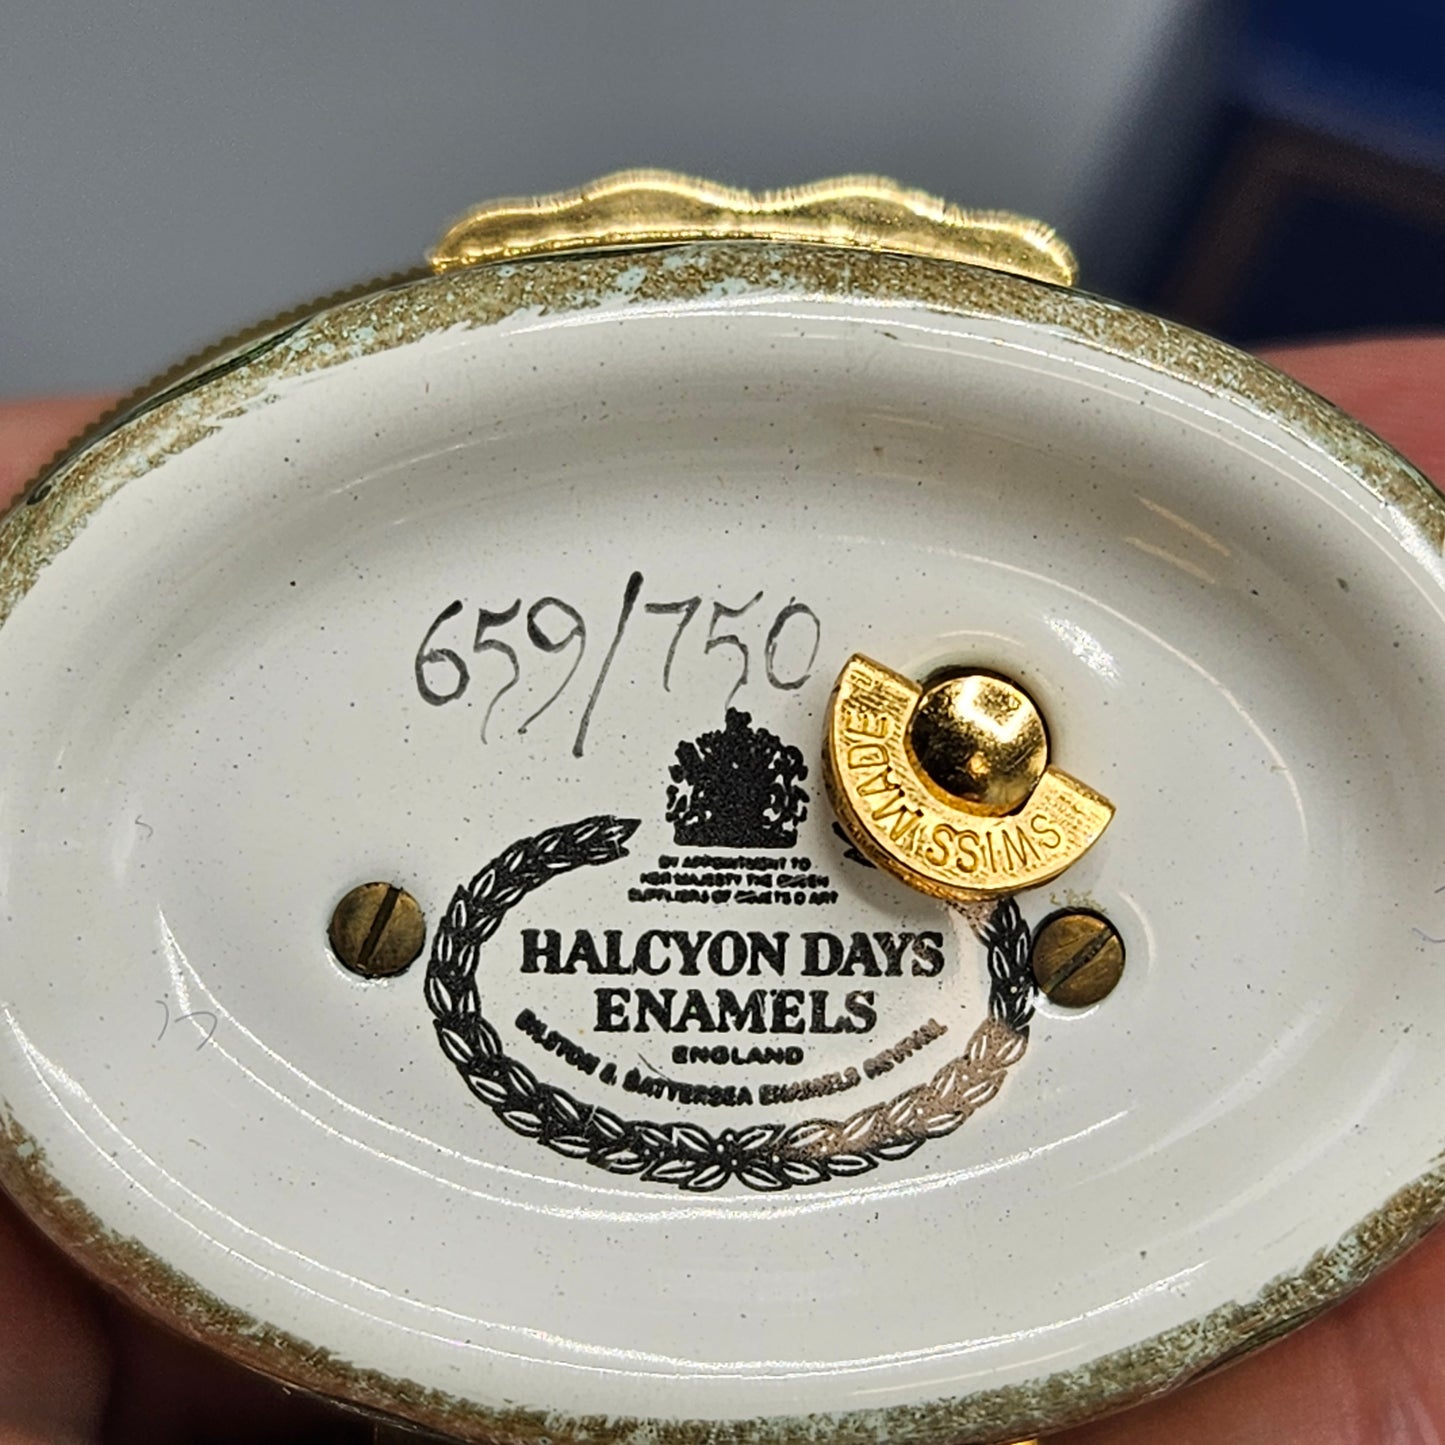 659/750
SWISS MADE
BY APPOINTMENT TO
HER MAJESTY THE QUEEN
SUPPLIERS OF OBJETS D'ART
HALCYON DAYS
ENAMELS
ENGLAND
BILSTON & BATTERSEA ENAMELS REVIVAL